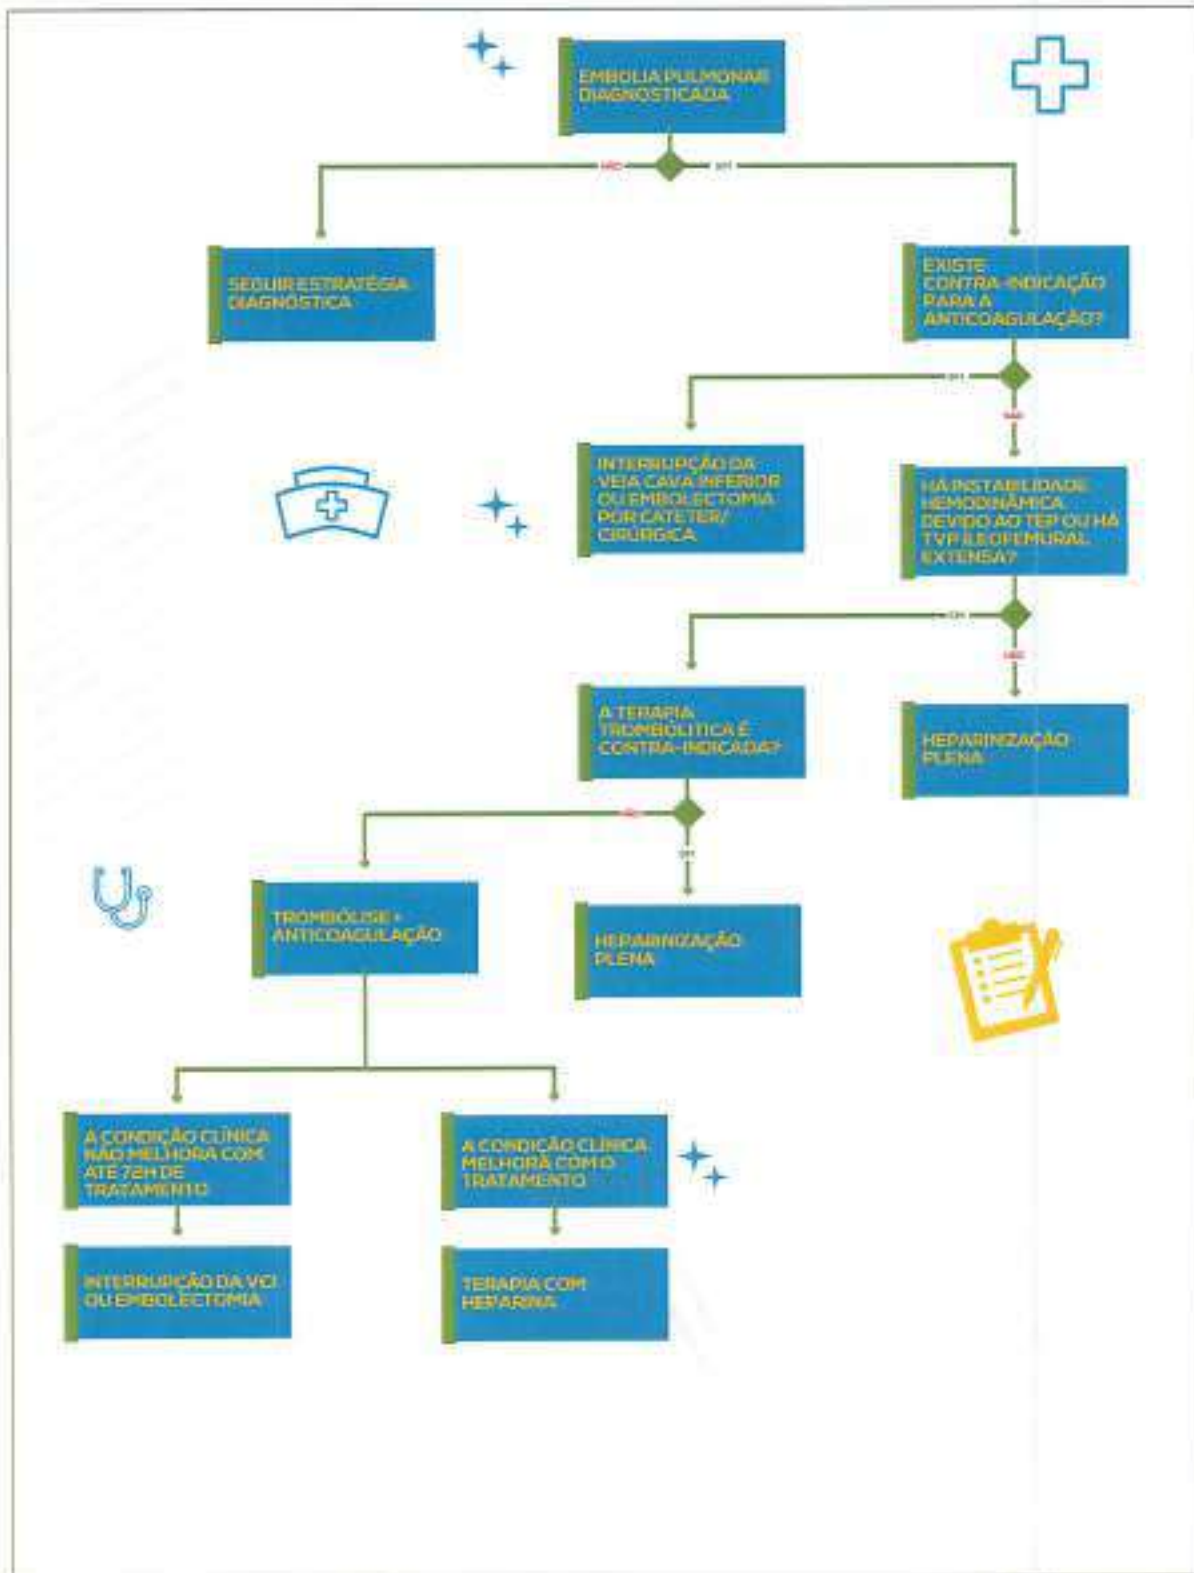 EMBOLIA PULMONAR
DIAGNOSTICADA
NÃO
SIM
SEGUIR ESTRATÉGIA
DIAGNÓSTICA
EXISTE
CONTRA-INDICAÇÃO
PARA A
ANTICOAGULAÇÃO?
SIM
NÃO
INTERRUPÇÃO DA
VEIA CAVA INFERIOR
OU EMBOLECTOMIA
POR CATETER/
CIRÚRGICA
HÁ INSTABILIDADE
HEMODINÂMICA
DEVIDO AO TEP OU HÁ
TVP ILEOFEMURAL
EXTENSA?
SIM
NÃO
A TERAPIA
TROMBOLÍTICA É
CONTRA-INDICADA?
HEPARINIZAÇÃO
PLENA
NÃO
SIM
TROMBÓLISE +
ANTICOAGULAÇÃO
HEPARINIZAÇÃO
PLENA
A CONDIÇÃO CLÍNICA
NÃO MELHORA COM
ATÉ 72H DE
TRATAMENTO
A CONDIÇÃO CLÍNICA
MELHORA COM O
TRATAMENTO
INTERRUPÇÃO DA VCI
OU EMBOLECTOMIA
TERAPIA COM
HEPARINA